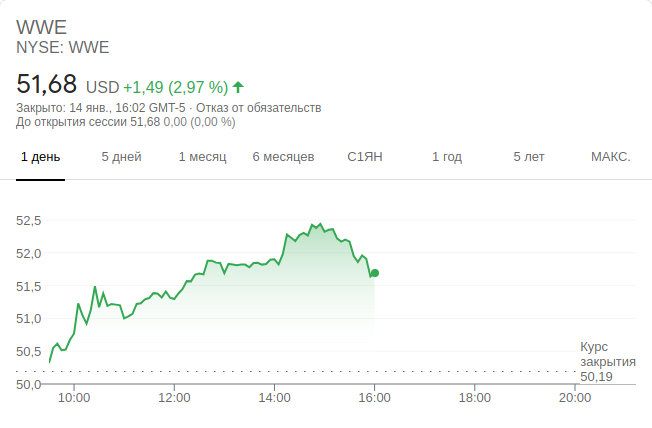 WWE
NYSE: WWE
51,68 USD +1,49 (2,97 %)
Закрыто: 14 янв., 16:02 GMT-5 · Отказ от обязательств
До открытия сессии 51,68 0,00 (0,00 %)
1 день 5 дней 1 месяц 6 месяцев С1ЯН 1 год 5 лет МАКС.
52,5
52,0
51,5
51,0
50,5
50,0
Курс
закрытия
50,19
10:00 12:00 14:00 16:00 18:00 20:00